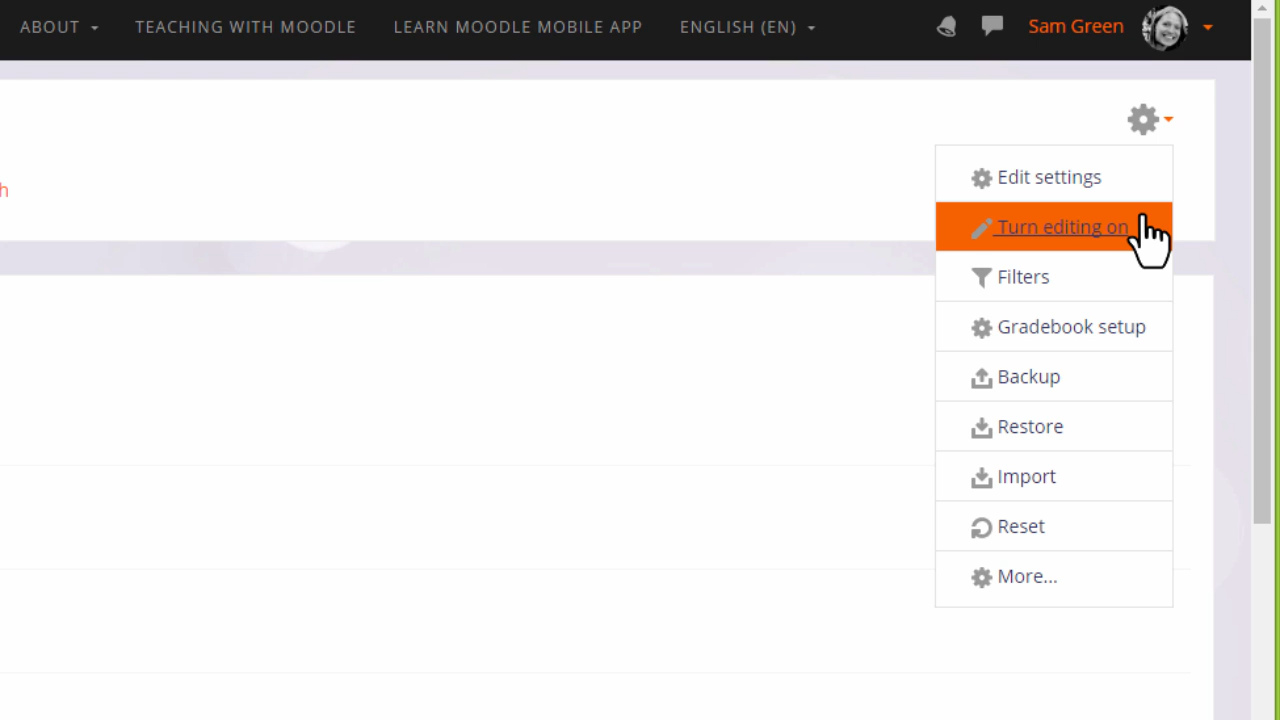 ABOUT TEACHING WITH MOODLE LEARN MOODLE MOBILE APP ENGLISH (EN) Sam Green
h
Edit settings
Turn editing on
Filters
Gradebook setup
Backup
Restore
Import
Reset
More...